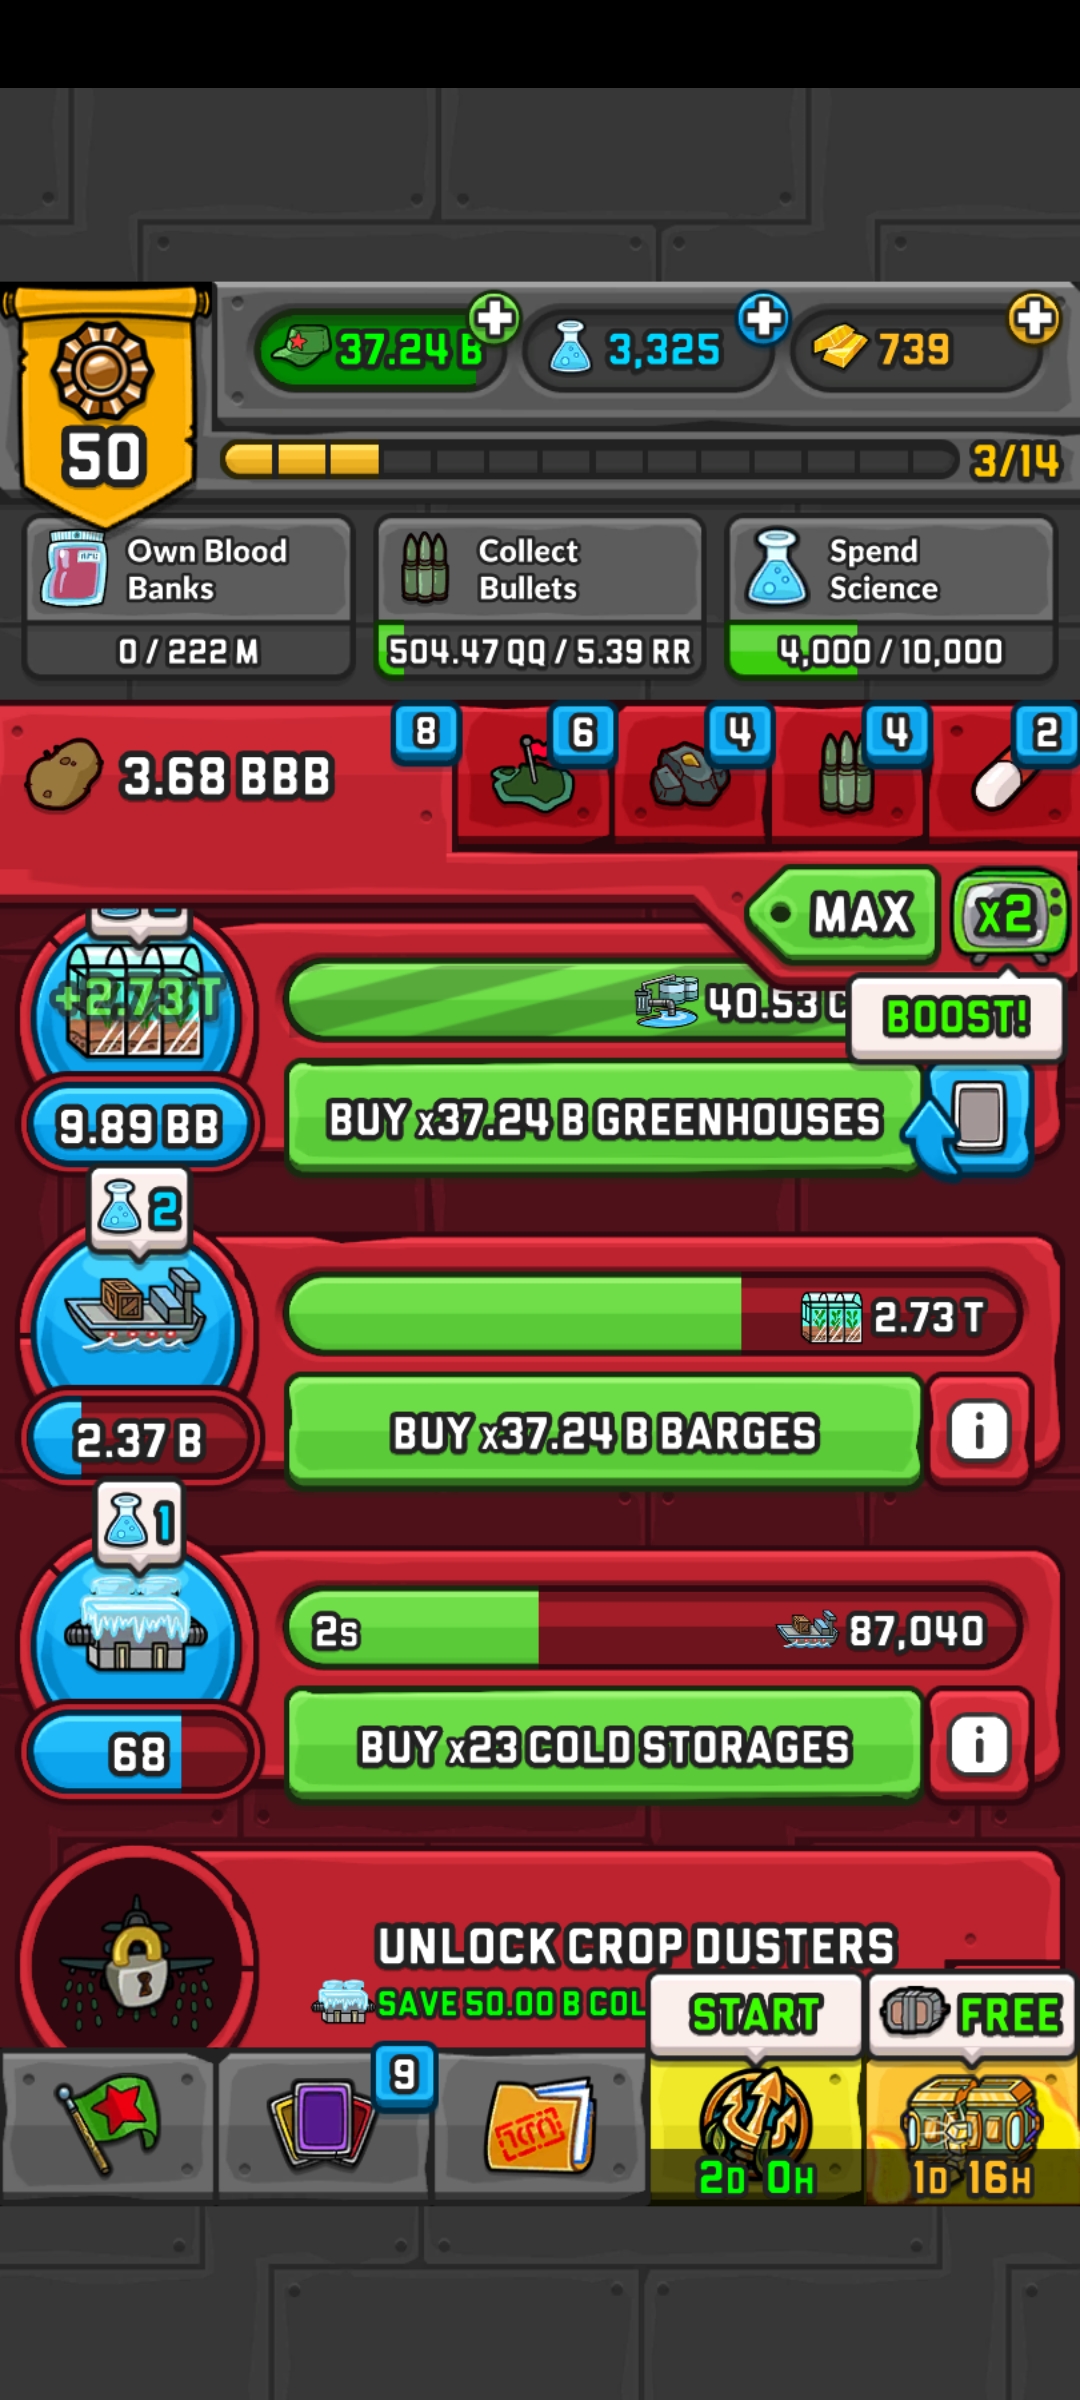 37.24 B
3,325
739
50
3/14
Own Blood
Banks
Collect
Bullets
Spend
Science
0 / 222 M
504.47 QQ / 5.39 RR
4,000 / 10,000
8
6
4
4
2
3.68 BBB
MAX
x2
+2.73 T
40.53
BOOST!
9.89 BB
BUY x37.24 B GREENHOUSES
2
2.73 T
2.37 B
BUY x37.24 B BARGES
i
1
2s
87,040
68
BUY x23 COLD STORAGES
i
UNLOCK CROP DUSTERS
SAVE 50.00 B COL
START
FREE
9
2D 0H
1D 16H